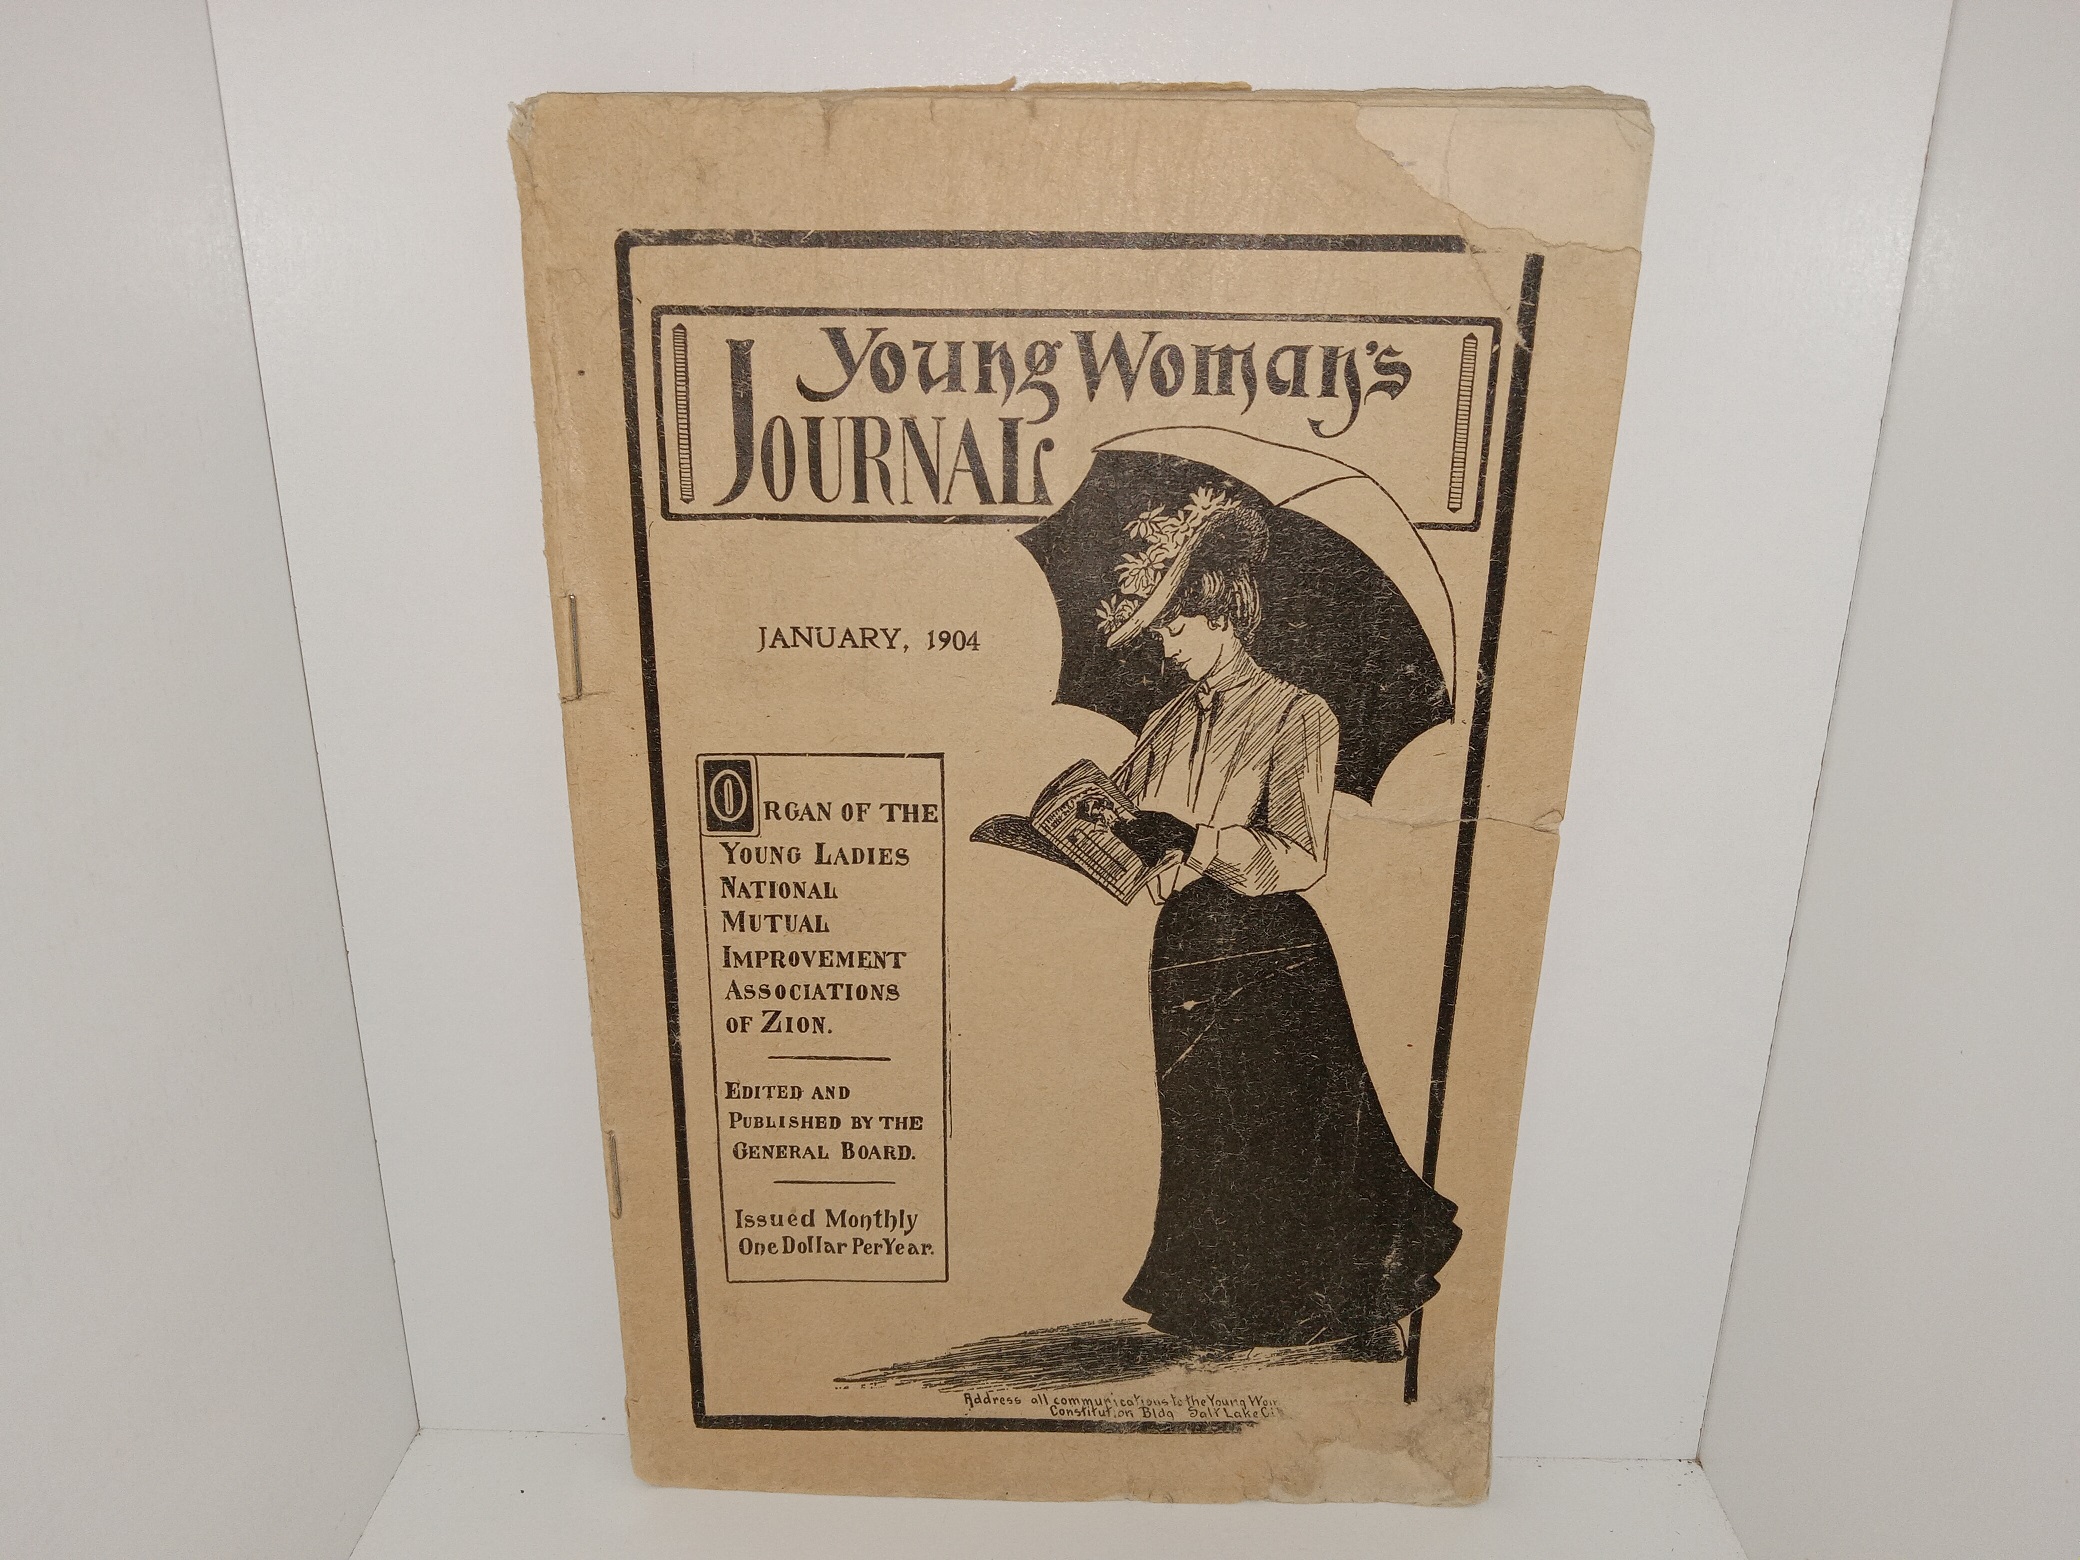 Young Woman's
JOURNAL
JANUARY, 1904
ORGAN OF THE
YOUNG LADIES
NATIONAL
MUTUAL
IMPROVEMENT
ASSOCIATIONS
OF ZION.
EDITED AND
PUBLISHED BY THE
GENERAL BOARD.
Issued Monthly
One Dollar Per Year.
Address all communications to the Young
Constitution Bldg Salt Lake